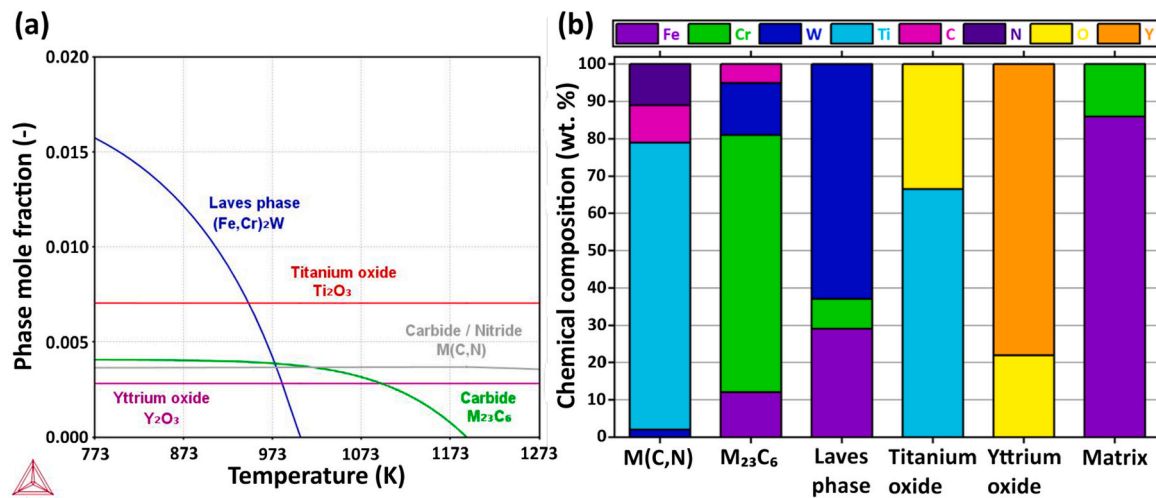 (a)
Phase mole fraction (-)
0.020
0.015
0.010
0.005
0.000
Laves phase
(Fe,Cr)₂W
Titanium oxide
Ti₂O₃
Carbide / Nitride
M(C,N)
Yttrium oxide
Y₂O₃
Carbide
M₂₃C₆
773 873 973 1073 1173 1273
Temperature (K)
(b)
Fe Cr W Ti C N O Y
Chemical composition (wt. %)
100
90
80
70
60
50
40
30
20
10
0
M(C,N) M₂₃C₆ Laves phase Titanium oxide Yttrium oxide Matrix